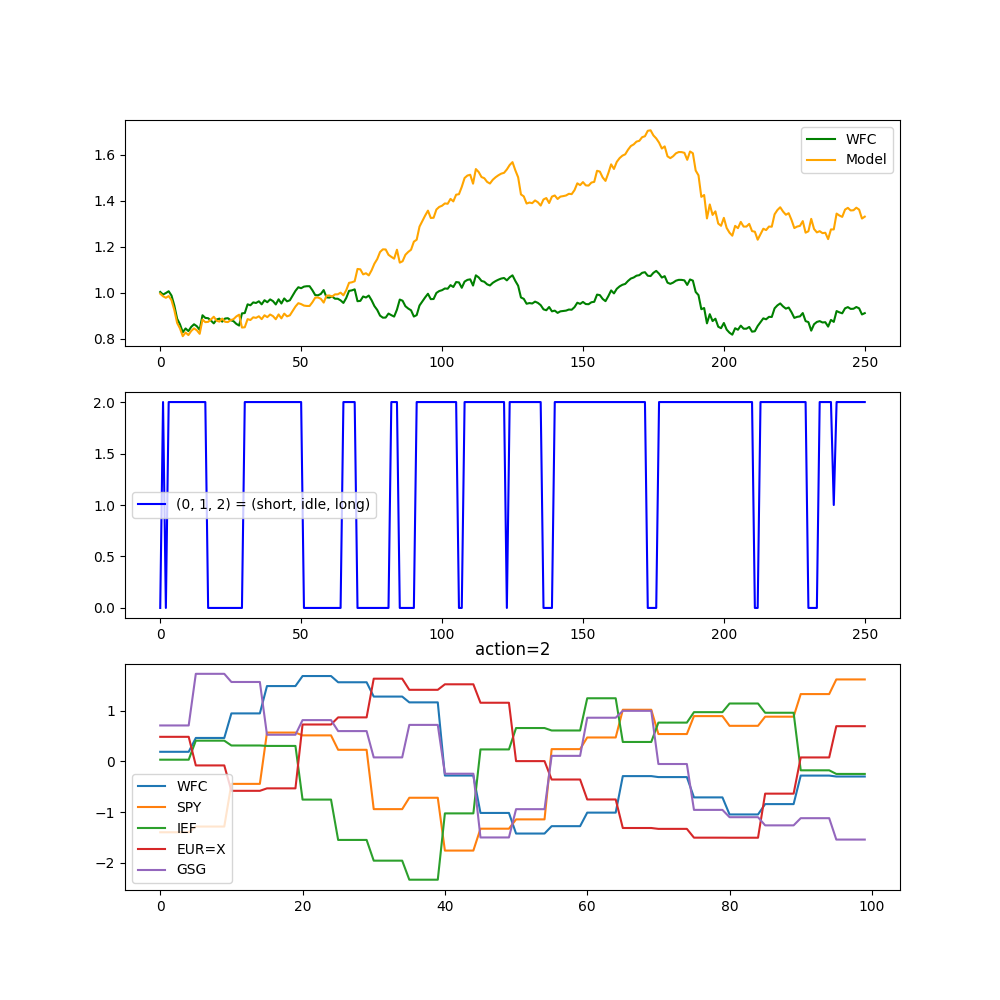 1.6
1.4
1.2
1.0
0.8
WFC
Model
0 50 100 150 200 250
2.0
1.5
1.0
0.5
0.0
(0, 1, 2) = (short, idle, long)
0 50 100 150 200 250
action=2
1
0
−1
−2
WFC
SPY
IEF
EUR=X
GSG
0 20 40 60 80 100